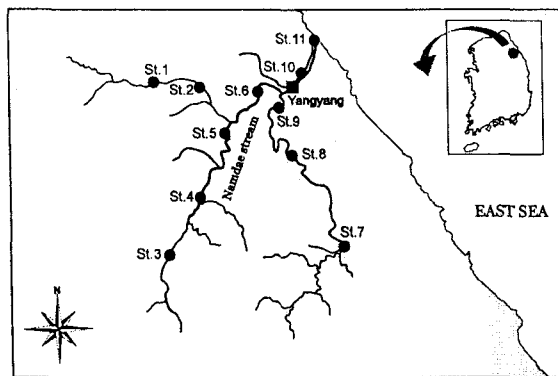 St.11
St.1
St.10
St.2
St.6
Yangyang
St.9
St.5
Namdae stream
St.8
EAST SEA
St.4
St.7
St.3
N